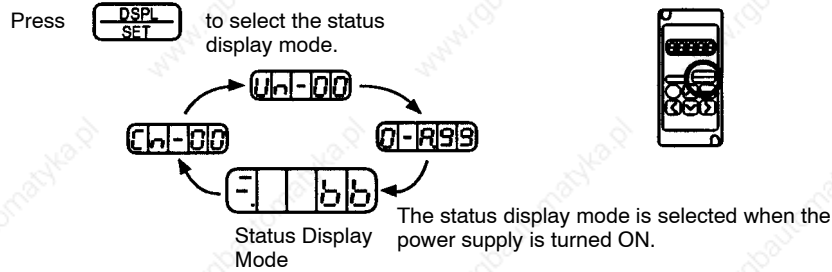 Press DSPL to select the status
SET display mode.
Un-00
Cn-00 0-A99
bb
Status Display The status display mode is selected when the
Mode power supply is turned ON.